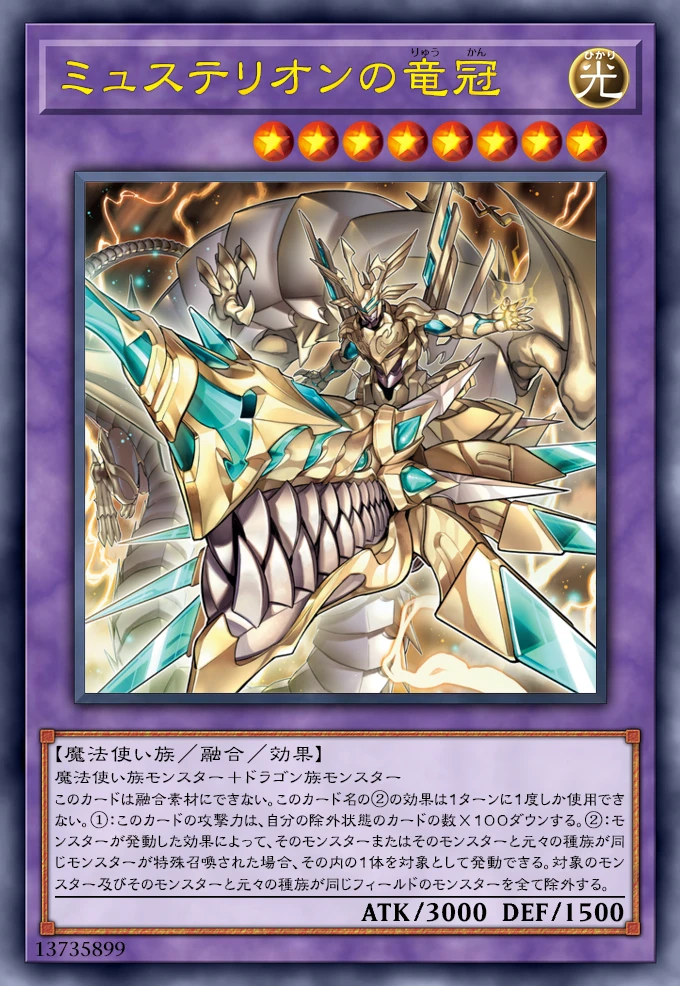 りゅう かん
ミュステリオンの竜冠
ひかり
光
【魔法使い族／融合／効果】
魔法使い族モンスター＋ドラゴン族モンスター
このカードは融合素材にできない。このカード名の②の効果は1ターンに1度しか使用でき
ない。①：このカードの攻撃力は、自分の除外状態のカードの数×100ダウンする。②：モ
ンスターが発動した効果によって、そのモンスターまたはそのモンスターと元々の種族が同
じモンスターが特殊召喚された場合、その内の1体を対象として発動できる。対象のモン
スター及びそのモンスターと元々の種族が同じフィールドのモンスターを全て除外する。
ATK/3000 DEF/1500
13735899